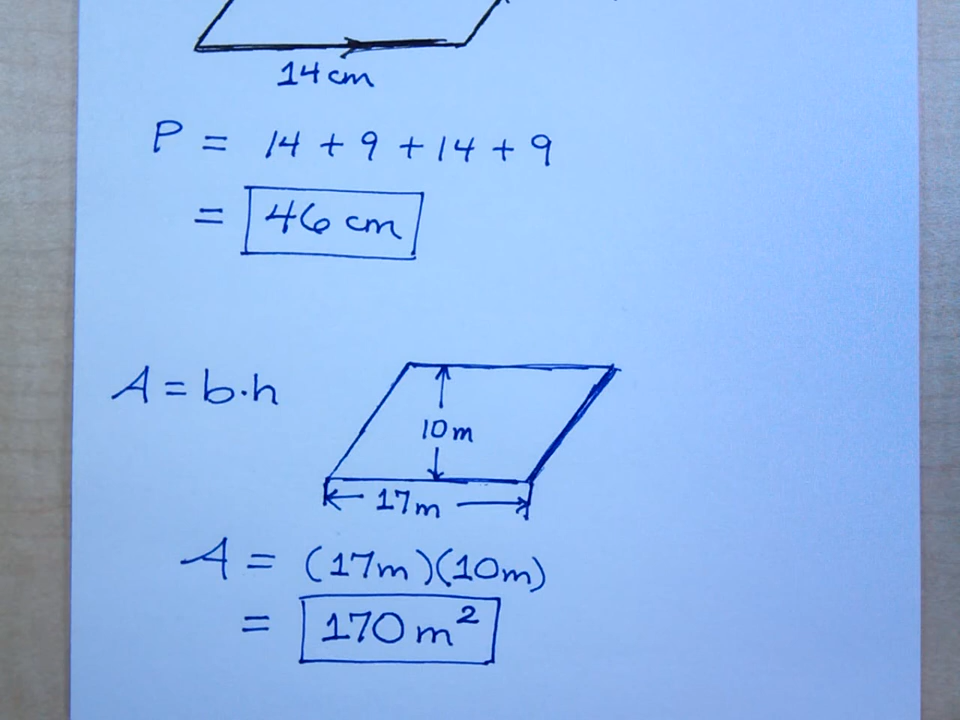 14 cm
P = 14 + 9 + 14 + 9
= 46 cm
A = b·h
10m
17m
A = (17m)(10m)
= 170 m²